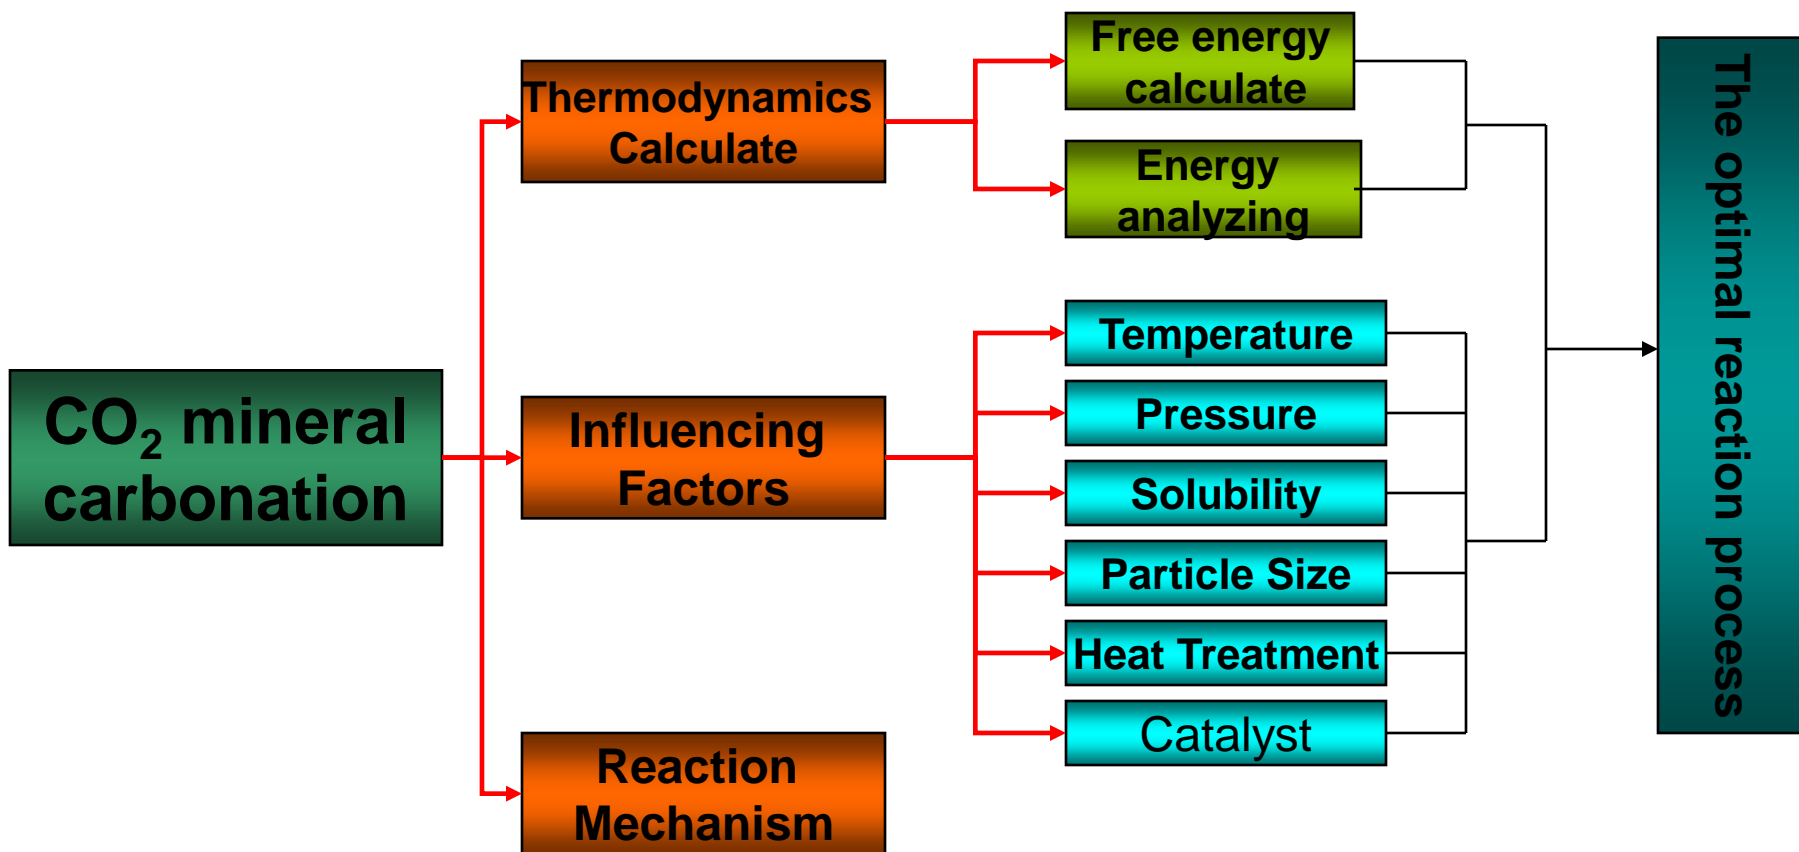 CO₂ mineral
carbonation
Thermodynamics
Calculate
Influencing
Factors
Reaction
Mechanism
Free energy
calculate
Energy
analyzing
Temperature
Pressure
Solubility
Particle Size
Heat Treatment
Catalyst
The optimal reaction process